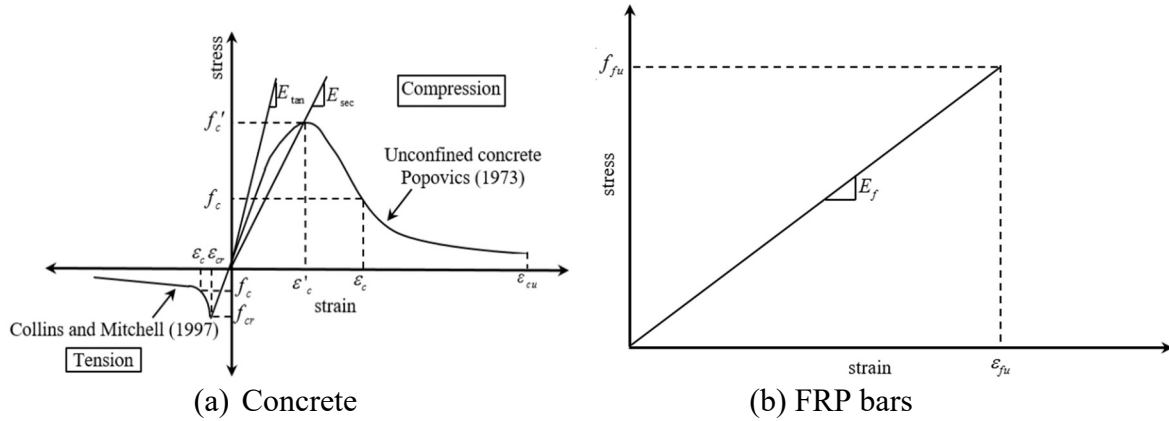 stress
E_tan
E_sec
Compression
f_c'
Unconfined concrete
Popovics (1973)
f_c
ε_c ε_cr
ε'_c
ε_c
ε_cu
f_c
strain
f_cr
Collins and Mitchell (1997)
Tension
(a) Concrete
f_fu
stress
E_f
strain
ε_fu
(b) FRP bars